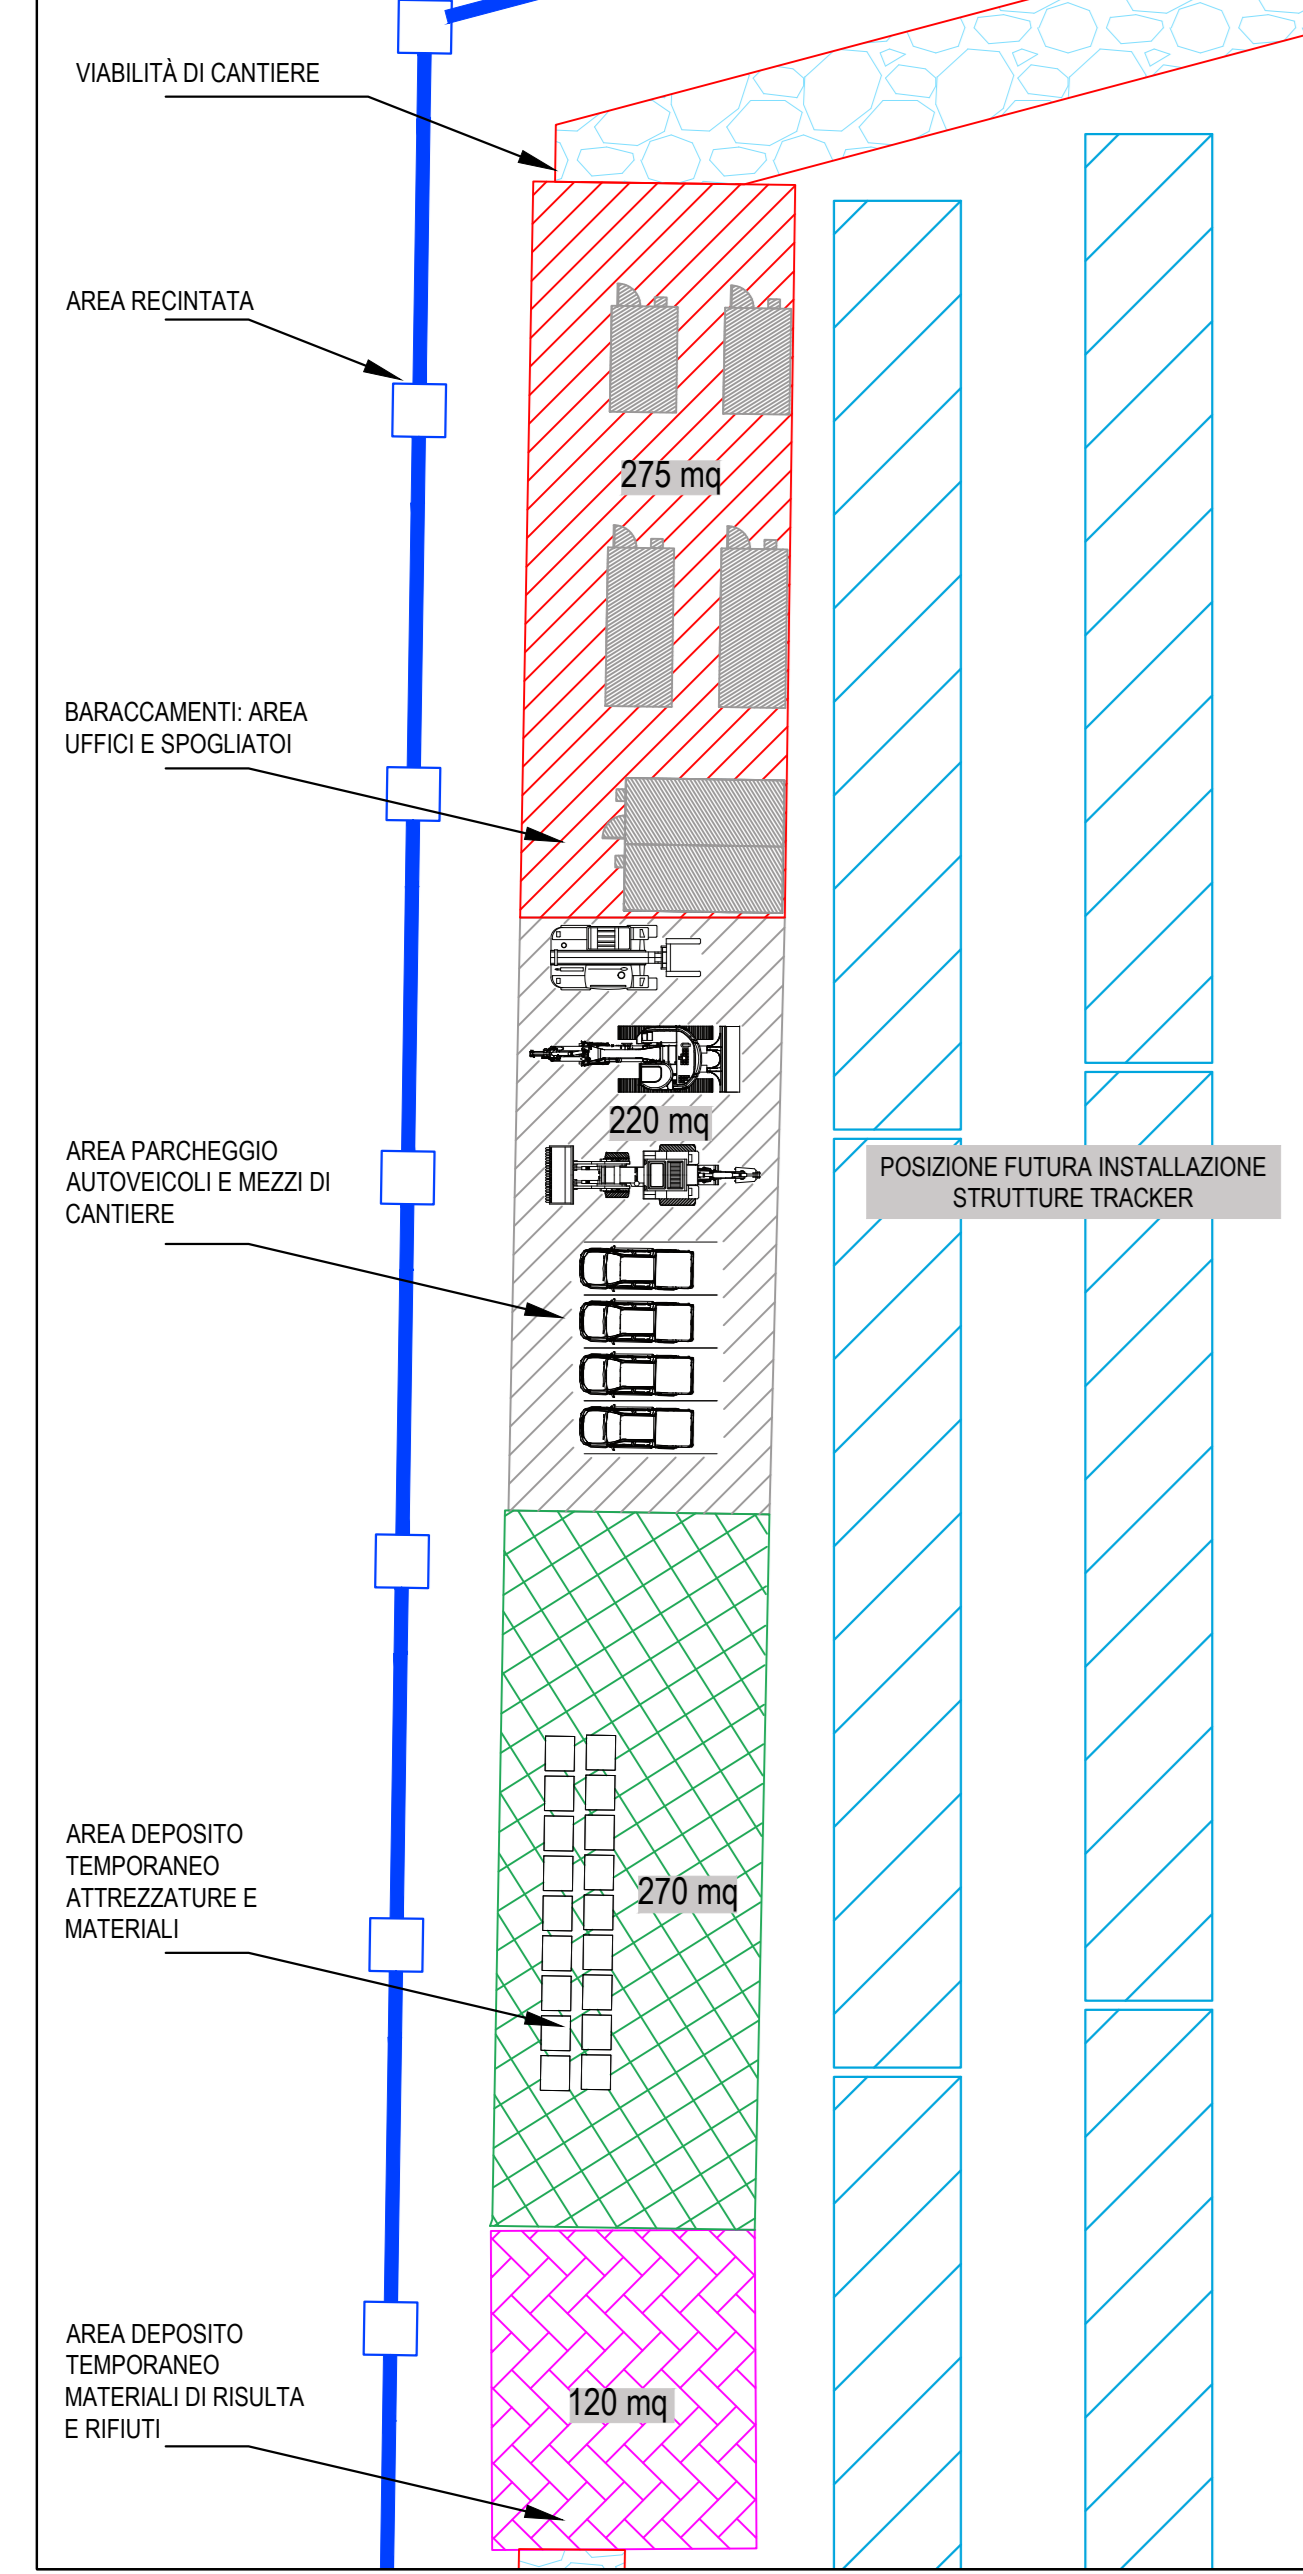 VIABILITÀ DI CANTIERE
AREA RECINTATA
275 mq
BARACCAMENTI: AREA
UFFICI E SPOGLIATOI
220 mq
AREA PARCHEGGIO
AUTOVEICOLI E MEZZI DI
CANTIERE
POSIZIONE FUTURA INSTALLAZIONE
STRUTTURE TRACKER
AREA DEPOSITO
TEMPORANEO
ATTREZZATURE E
MATERIALI
270 mq
AREA DEPOSITO
TEMPORANEO
MATERIALI DI RISULTA
E RIFIUTI
120 mq